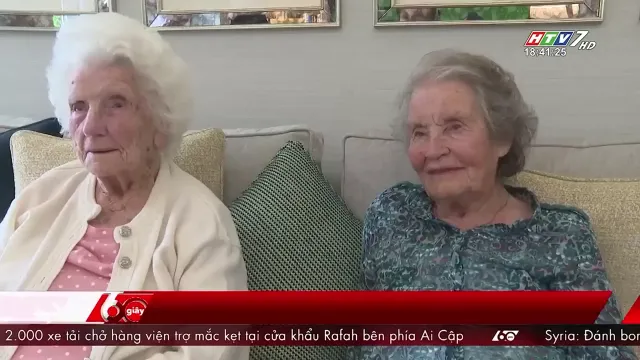 HTV7 HD
18:41:25
60 giây
2.000 xe tải chở hàng viện trợ mắc kẹt tại cửa khẩu Rafah bên phía Ai Cập 60 Syria: Đánh bo